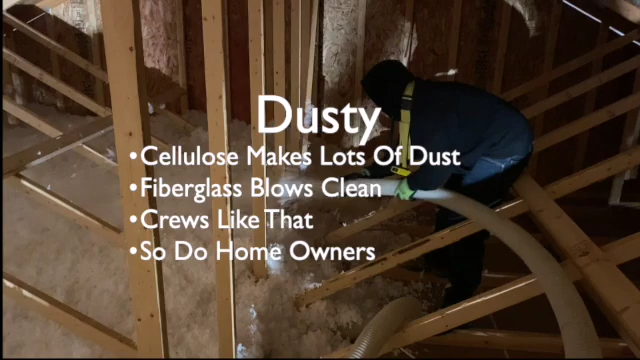 Dusty
•Cellulose Makes Lots Of Dust
•Fiberglass Blows Clean
•Crews Like That
•So Do Home Owners